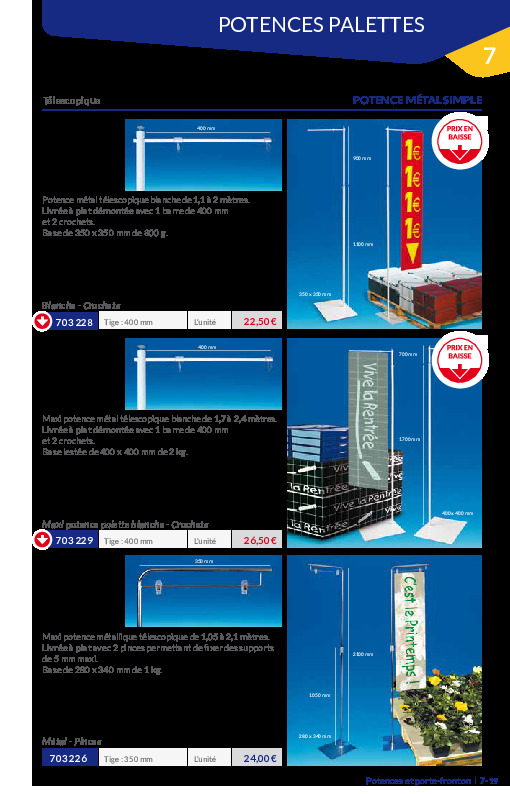 POTENCES PALETTES
7
Télescopique
POTENCE MÉTAL SIMPLE
400 mm
PRIX EN
BAISSE
900 mm
1€
1€
1€
1€
1100 mm
350 x 350 mm
Potence métal télescopique blanche de 1,1 à 2 mètres.
Livrée à plat démontée avec 1 barre de 400 mm
et 2 crochets.
Base de 350 x 350 mm de 800 g.
Blanche - Crochets
703 228 Tige : 400 mm L'unité 22,50 €
400 mm
PRIX EN
BAISSE
700 mm
Vive la Rentrée
1700 mm
400 x 400 mm
Maxi potence métal télescopique blanche de 1,7 à 2,4 mètres.
Livrée à plat démontée avec 1 barre de 400 mm
et 2 crochets.
Base lestée de 400 x 400 mm de 2 kg.
Maxi potence palette blanche - Crochets
703 229 Tige : 400 mm L'unité 26,50 €
350 mm
C'est le Printemps !
2100 mm
1050 mm
280 x 340 mm
Maxi potence métallique télescopique de 1,05 à 2,1 mètres.
Livrée à plat avec 2 pinces permettant de fixer des supports
de 5 mm maxi.
Base de 280 x 340 mm de 1 kg.
Métal - Pinces
703226 Tige : 350 mm L'unité 24,00 €
Potences et porte-fronton | 7-19